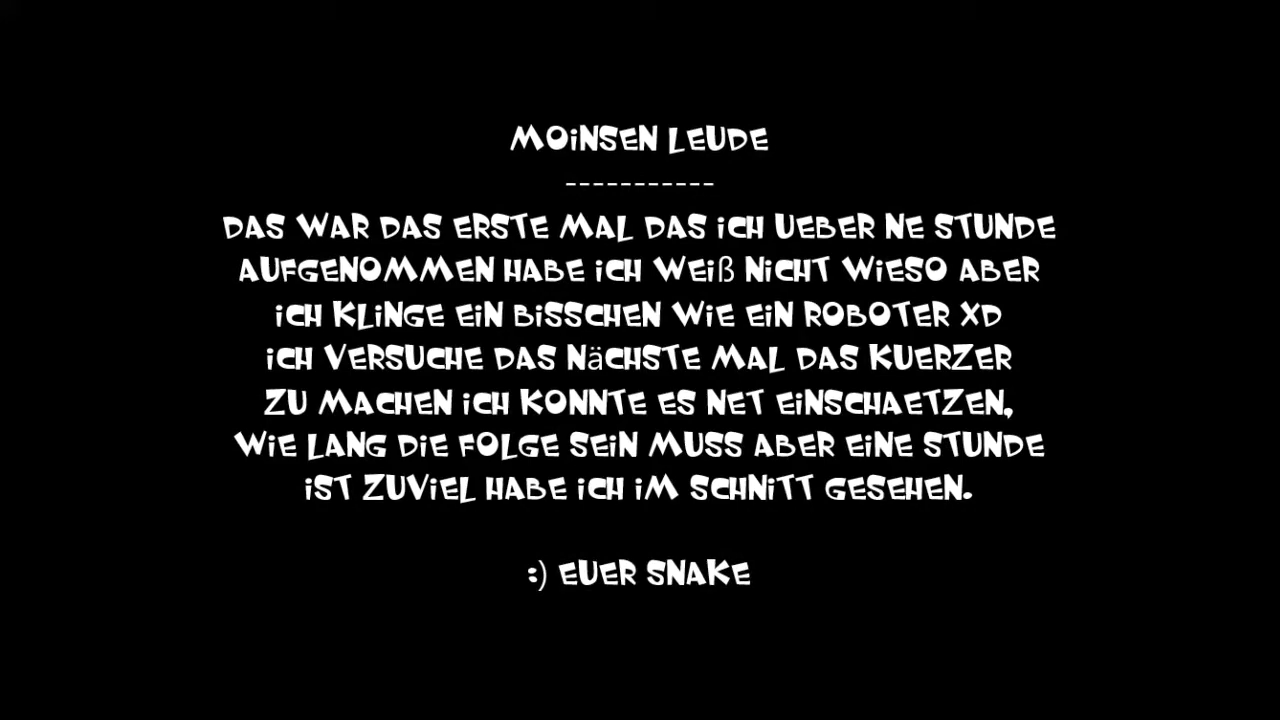 MOiNSEN LEUDE
-----------
DAS WAR DAS ERSTE MAL DAS iCH UEBER NE STUNDE
AUFGENOMMEN HABE iCH WEiß NiCHT WiESO ABER
iCH KLiNGE EiN BiSSCHEN WiE EiN ROBOTER XD
iCH VERSUCHE DAS NäCHSTE MAL DAS KUERZER
ZU MACHEN iCH KONNTE ES NET EiNSCHAETZEN,
WiE LANG DiE FOLGE SEiN MUSS ABER EiNE STUNDE
iST ZUViEL HABE iCH iM SCHNiTT GESEHEN.
:) EUER SNAKE